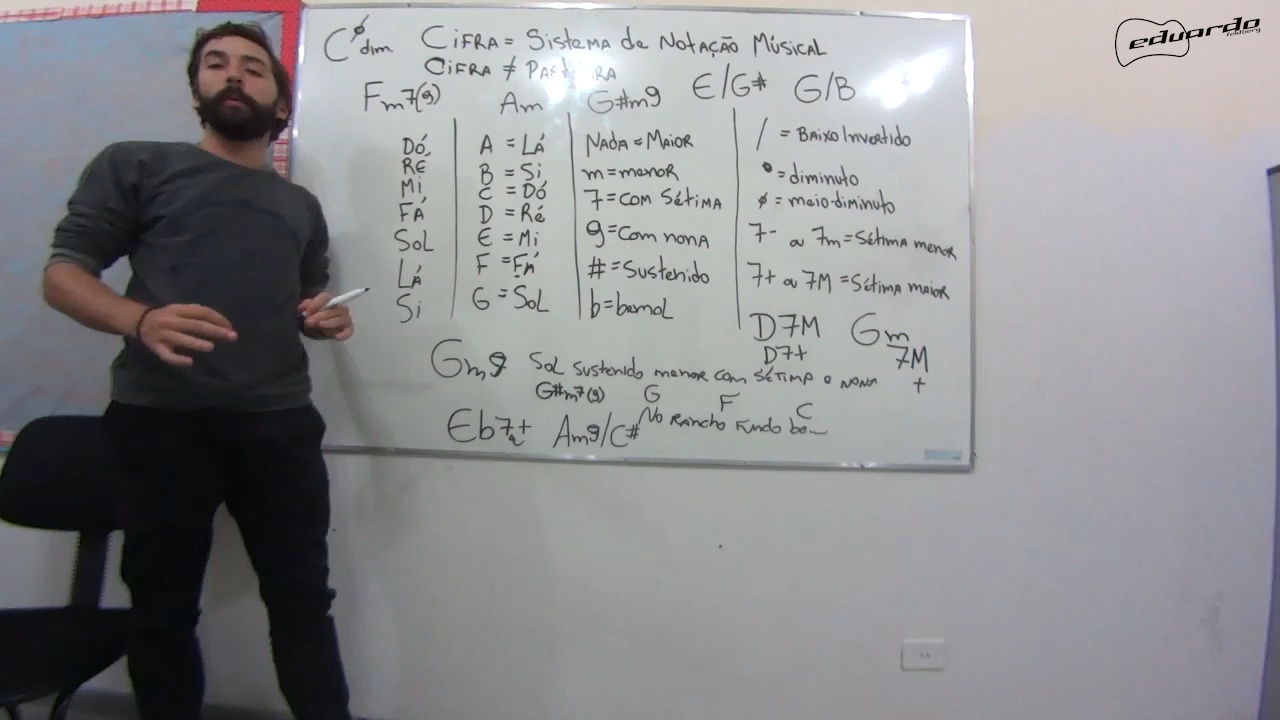 eduardo
feldberg
Cø dim
CIFRA = Sistema de Notação Músical
CIFRA ≠ Partitura
Fm7(9) Am G#m9 E/G# G/B
Dó
Ré
Mi
Fá
Sol
Lá
Si
A = Lá
B = Si
C = Dó
D = Ré
E = Mi
F = Fá
G = Sol
Nada = Maior
m = menor
7 = com Sétima
9 = com nona
# = Sustenido
b = bemol
/ = Baixo Invertido
° = diminuto
ø = meio-diminuto
7- ou 7m = Sétima menor
7+ ou 7M = Sétima maior
D7M Gm
D7+ 7M
+
Gm9 Sol sustenido menor com sétima e nona
G#m7(9) G F C
Eb7+ Am9/C# No Rancho Fundo be